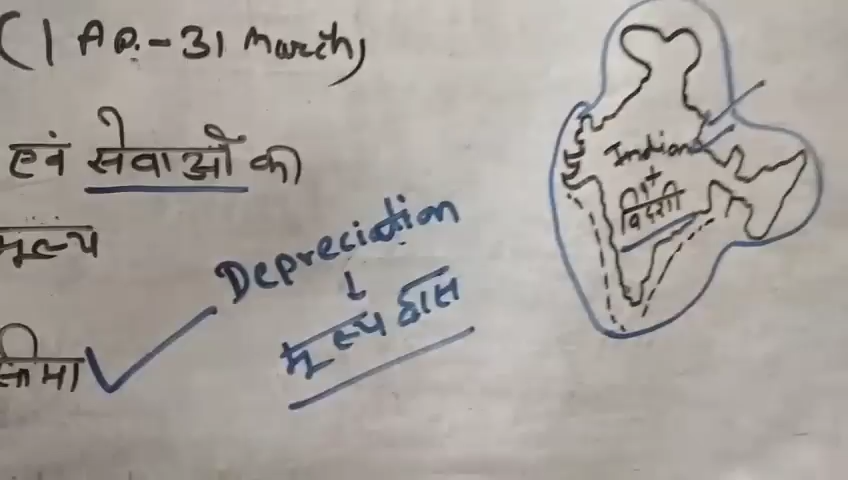 (1 AP.-31 March)
एवं सेवाओं की
मूल्य
सीमा
Depreciation
↓
मूल्य ह्रास
Indian
+
विदेशी